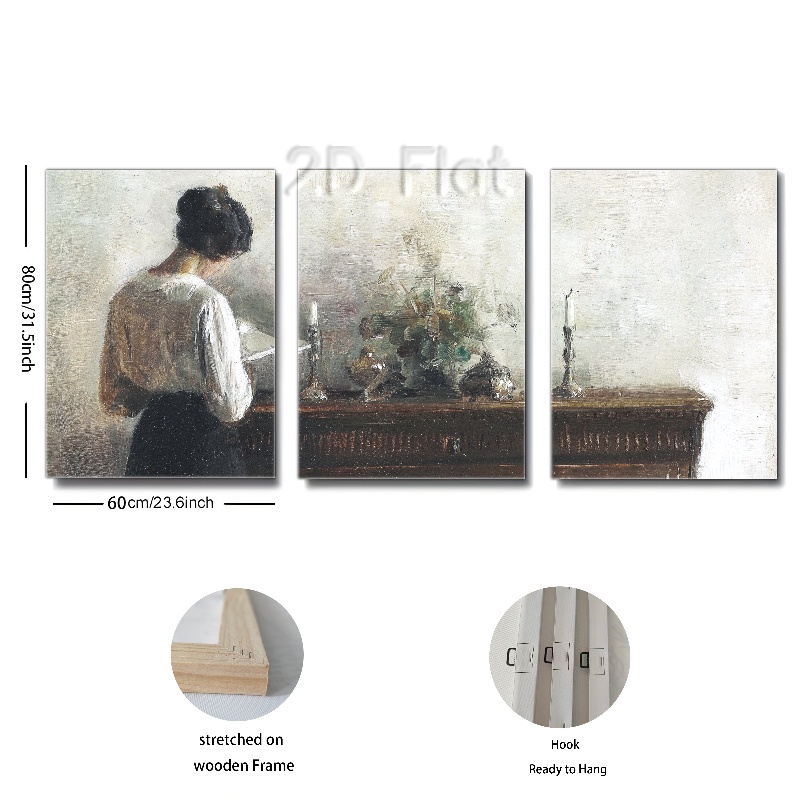 2D Flat
80cm/31.5inch
60cm/23.6inch
stretched on
wooden Frame
Hook
Ready to Hang